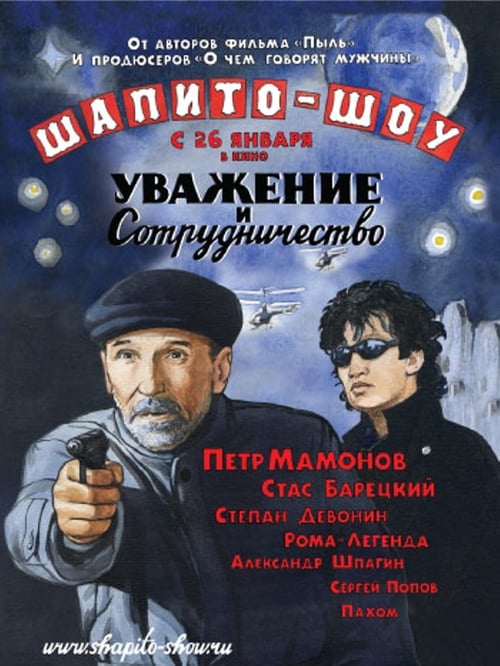 От авторов фильма «Пыль»
И продюсеров «О чем говорят мужчины»
ШАПИТО-ШОУ
С 26 ЯНВАРЯ
В КИНО
УВАЖЕНИЕ
и
Сотрудничество
Петр Мамонов
Стас Барецкий
Степан Девонин
Рома-Легенда
Александр Шпагин
Сергей Попов
Пахом
www.shapito-show.ru